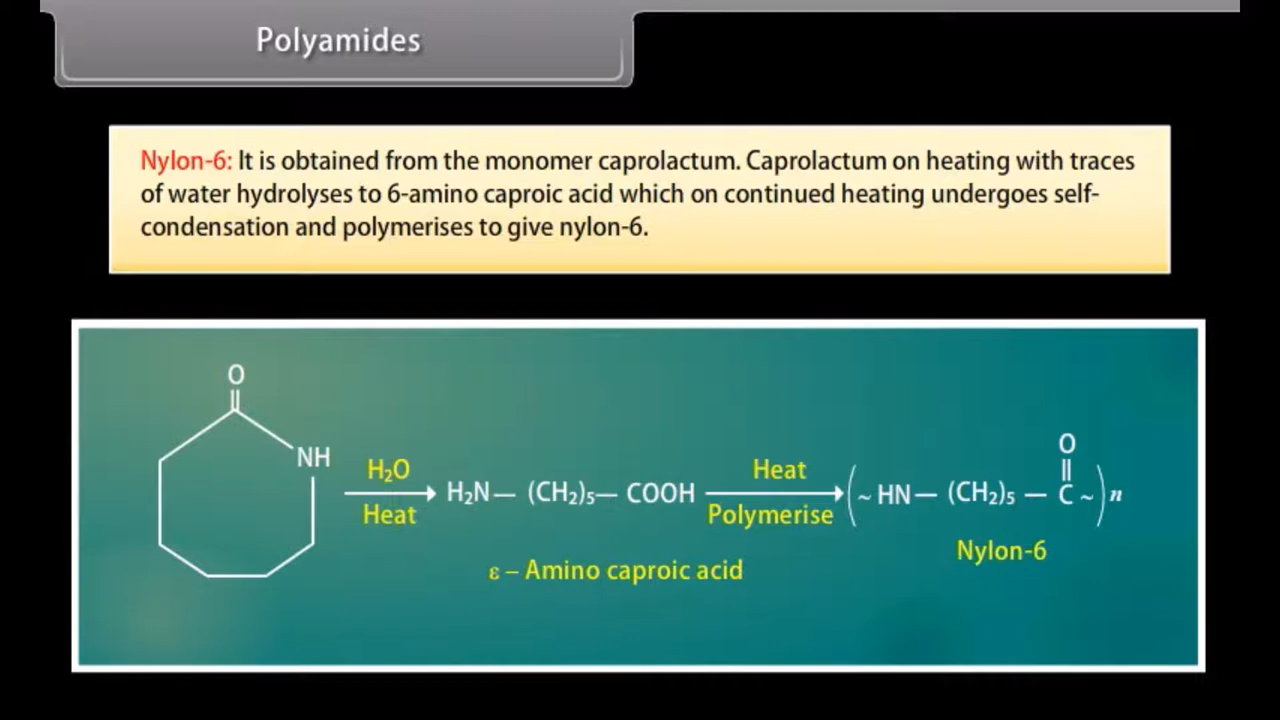 Polyamides
Nylon-6: It is obtained from the monomer caprolactum. Caprolactum on heating with traces
of water hydrolyses to 6-amino caproic acid which on continued heating undergoes self-
condensation and polymerises to give nylon-6.
O
NH
H₂O
Heat
H₂N— (CH₂)₅— COOH
ε – Amino caproic acid
Heat
Polymerise
O
||
(~ HN— (CH₂)₅ — C ~)n
Nylon-6